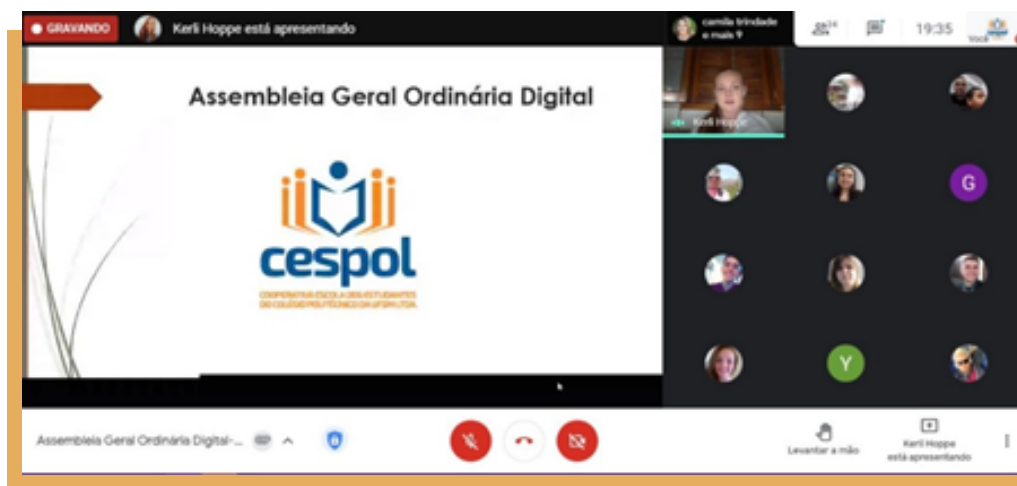 GRAVANDO
Kerli Hoppe está apresentando
camila trindade
e mais 9
24
19:35
Você
Assembleia Geral Ordinária Digital
Kerli Hoppe
G
cespol
COOPERATIVA ESCOLA DOS ESTUDANTES
DO COLÉGIO POLITÉCNICO DA UFSM LTDA.
Y
Assembleia Geral Ordinária Digital-...
Levantar a mão
Kerli Hoppe
está apresentando